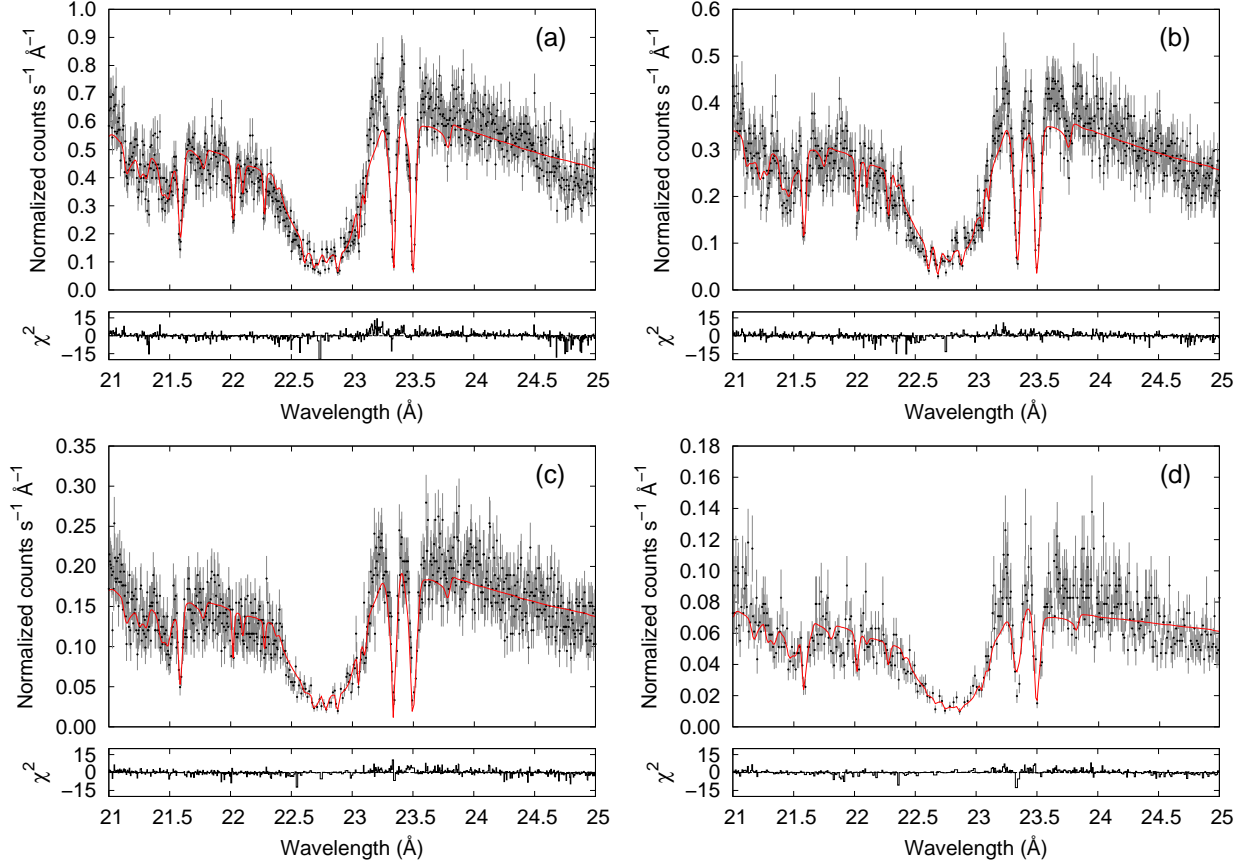 (a)
Normalized counts s⁻¹ Å⁻¹
1.0
0.9
0.8
0.7
0.6
0.5
0.4
0.3
0.2
0.1
0.0
χ²
15
0
−15
21 21.5 22 22.5 23 23.5 24 24.5 25
Wavelength (Å)
(b)
Normalized counts s⁻¹ Å⁻¹
0.6
0.5
0.4
0.3
0.2
0.1
0.0
χ²
15
0
−15
21 21.5 22 22.5 23 23.5 24 24.5 25
Wavelength (Å)
(c)
Normalized counts s⁻¹ Å⁻¹
0.35
0.30
0.25
0.20
0.15
0.10
0.05
0.00
χ²
15
0
−15
21 21.5 22 22.5 23 23.5 24 24.5 25
Wavelength (Å)
(d)
Normalized counts s⁻¹ Å⁻¹
0.18
0.16
0.14
0.12
0.10
0.08
0.06
0.04
0.02
0.00
χ²
15
0
−15
21 21.5 22 22.5 23 23.5 24 24.5 25
Wavelength (Å)